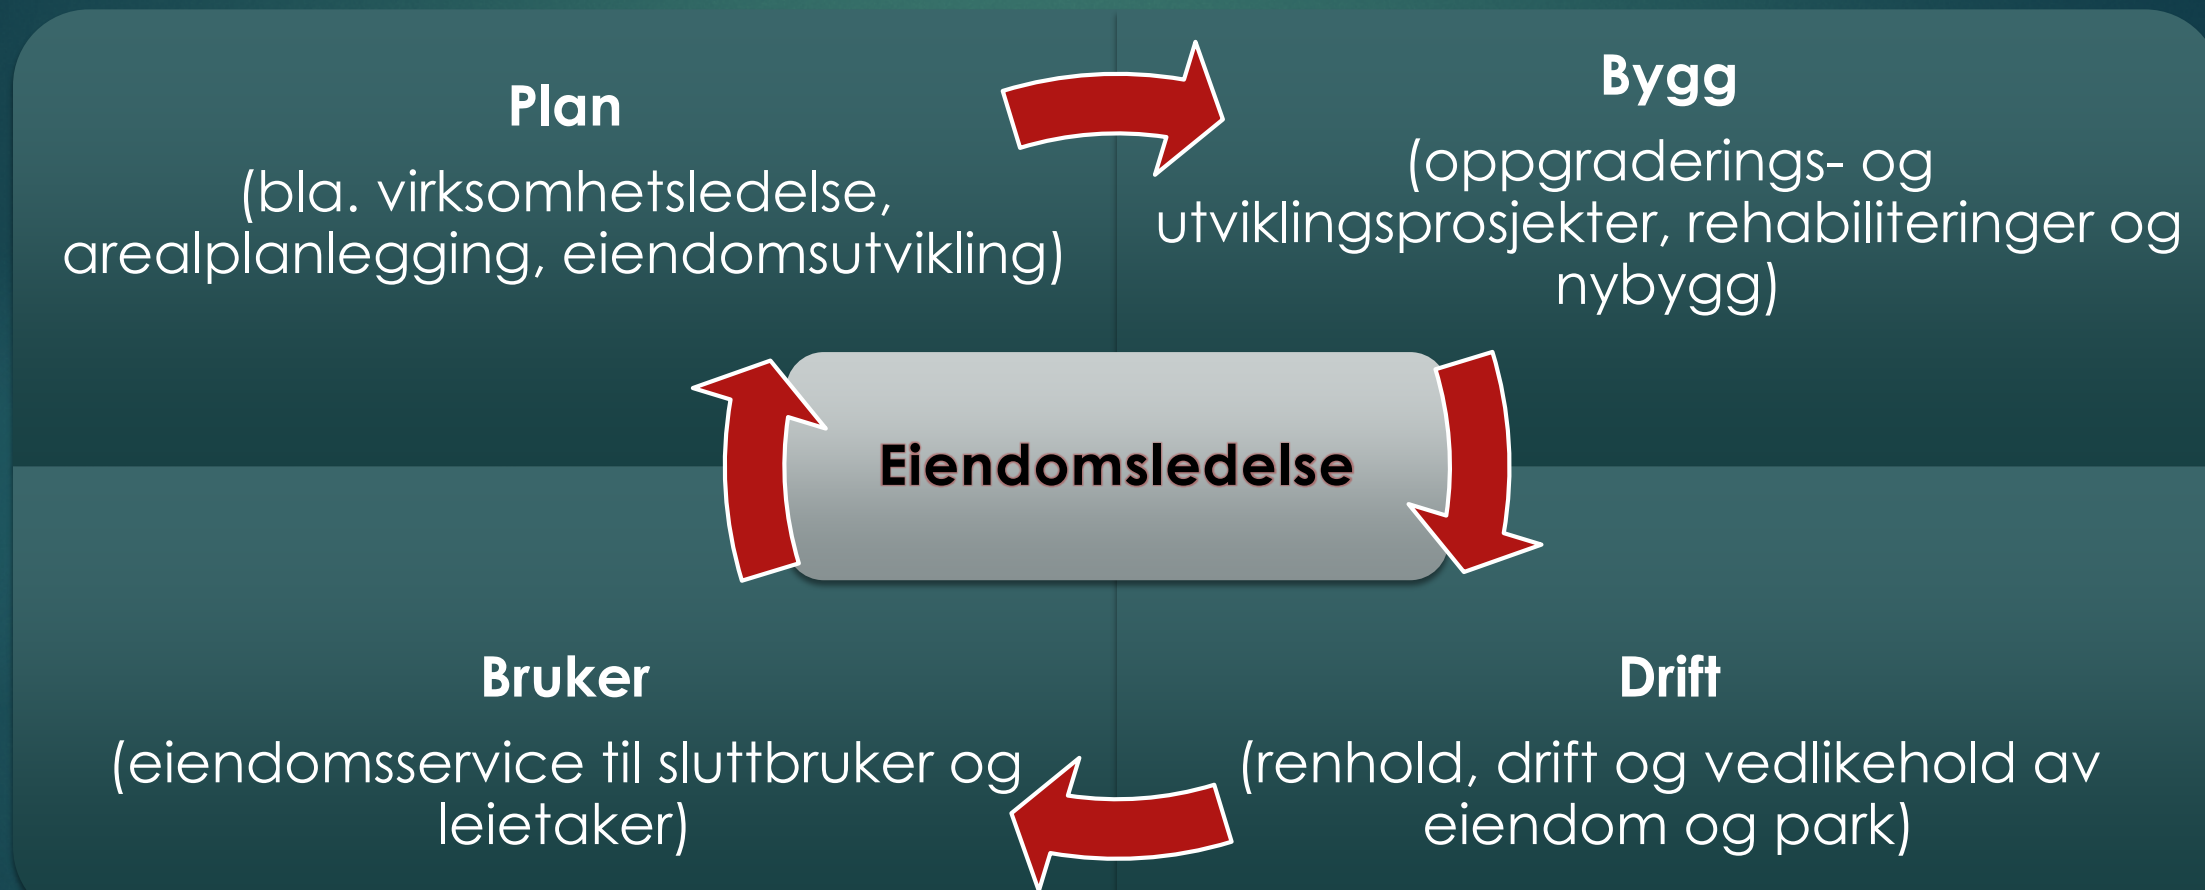 Plan
(bla. virksomhetsledelse,
arealplanlegging, eiendomsutvikling)
Bygg
(oppgraderings- og
utviklingsprosjekter, rehabiliteringer og
nybygg)
Eiendomsledelse
Bruker
(eiendomsservice til sluttbruker og
leietaker)
Drift
(renhold, drift og vedlikehold av
eiendom og park)